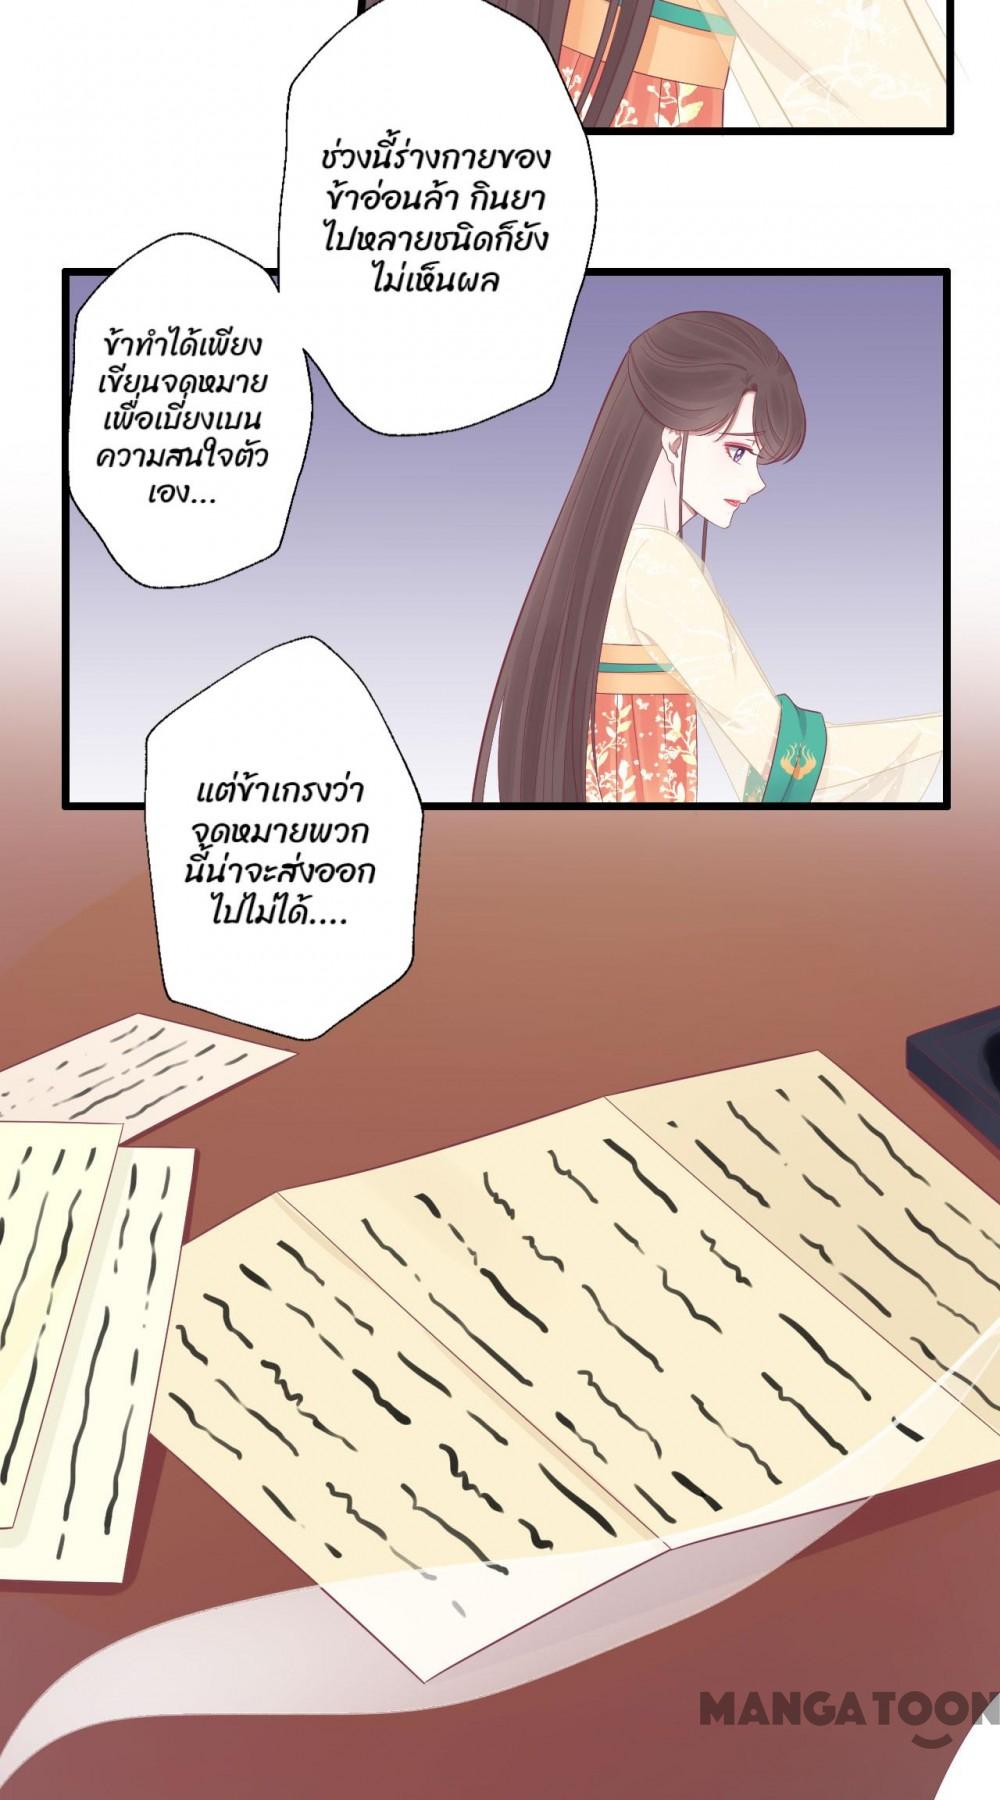 ช่วงนี้ร่างกายของ
ข้าอ่อนล้า กินยา
ไปหลายชนิดก็ยัง
ไม่เห็นผล
ข้าทำได้เพียง
เขียนจดหมาย
เพื่อเบี่ยงเบน
ความสนใจตัว
เอง...
แต่ข้าเกรงว่า
จดหมายพวก
นี้น่าจะส่งออก
ไปไม่ได้....
MANGATOON